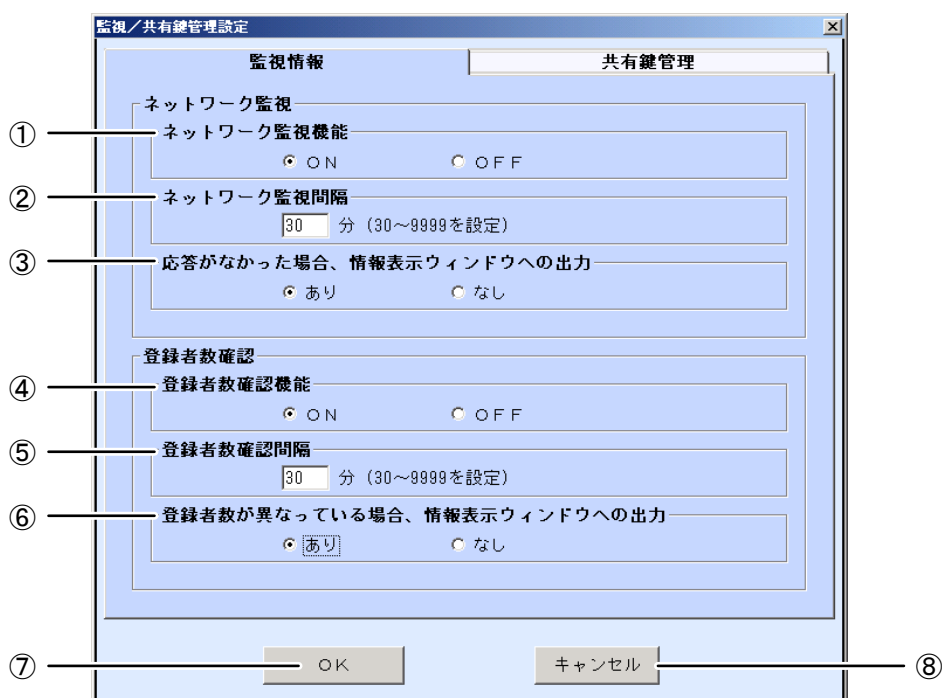 監視／共有鍵管理設定
監視情報 共有鍵管理
ネットワーク監視
① ネットワーク監視機能
ON OFF
② ネットワーク監視間隔
30 分 (30～9999を設定)
③ 応答がなかった場合、情報表示ウィンドウへの出力
あり なし
登録者数確認
④ 登録者数確認機能
ON OFF
⑤ 登録者数確認間隔
30 分 (30～9999を設定)
⑥ 登録者数が異なっている場合、情報表示ウィンドウへの出力
あり なし
⑦ OK キャンセル ⑧